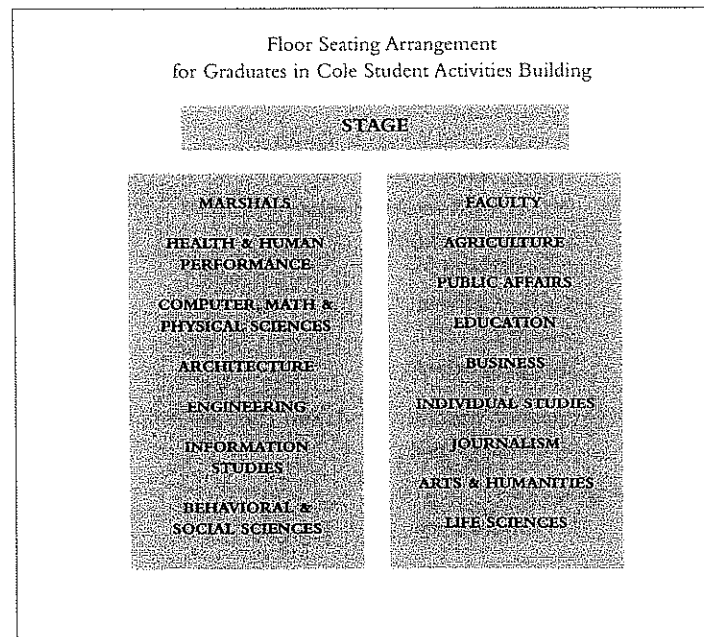 Floor Seating Arrangement
for Graduates in Cole Student Activities Building
STAGE
MARSHALS
HEALTH & HUMAN
PERFORMANCE
COMPUTER, MATH &
PHYSICAL SCIENCES
ARCHITECTURE
ENGINEERING
INFORMATION
STUDIES
BEHAVIORAL &
SOCIAL SCIENCES
FACULTY
AGRICULTURE
PUBLIC AFFAIRS
EDUCATION
BUSINESS
INDIVIDUAL STUDIES
JOURNALISM
ARTS & HUMANITIES
LIFE SCIENCES